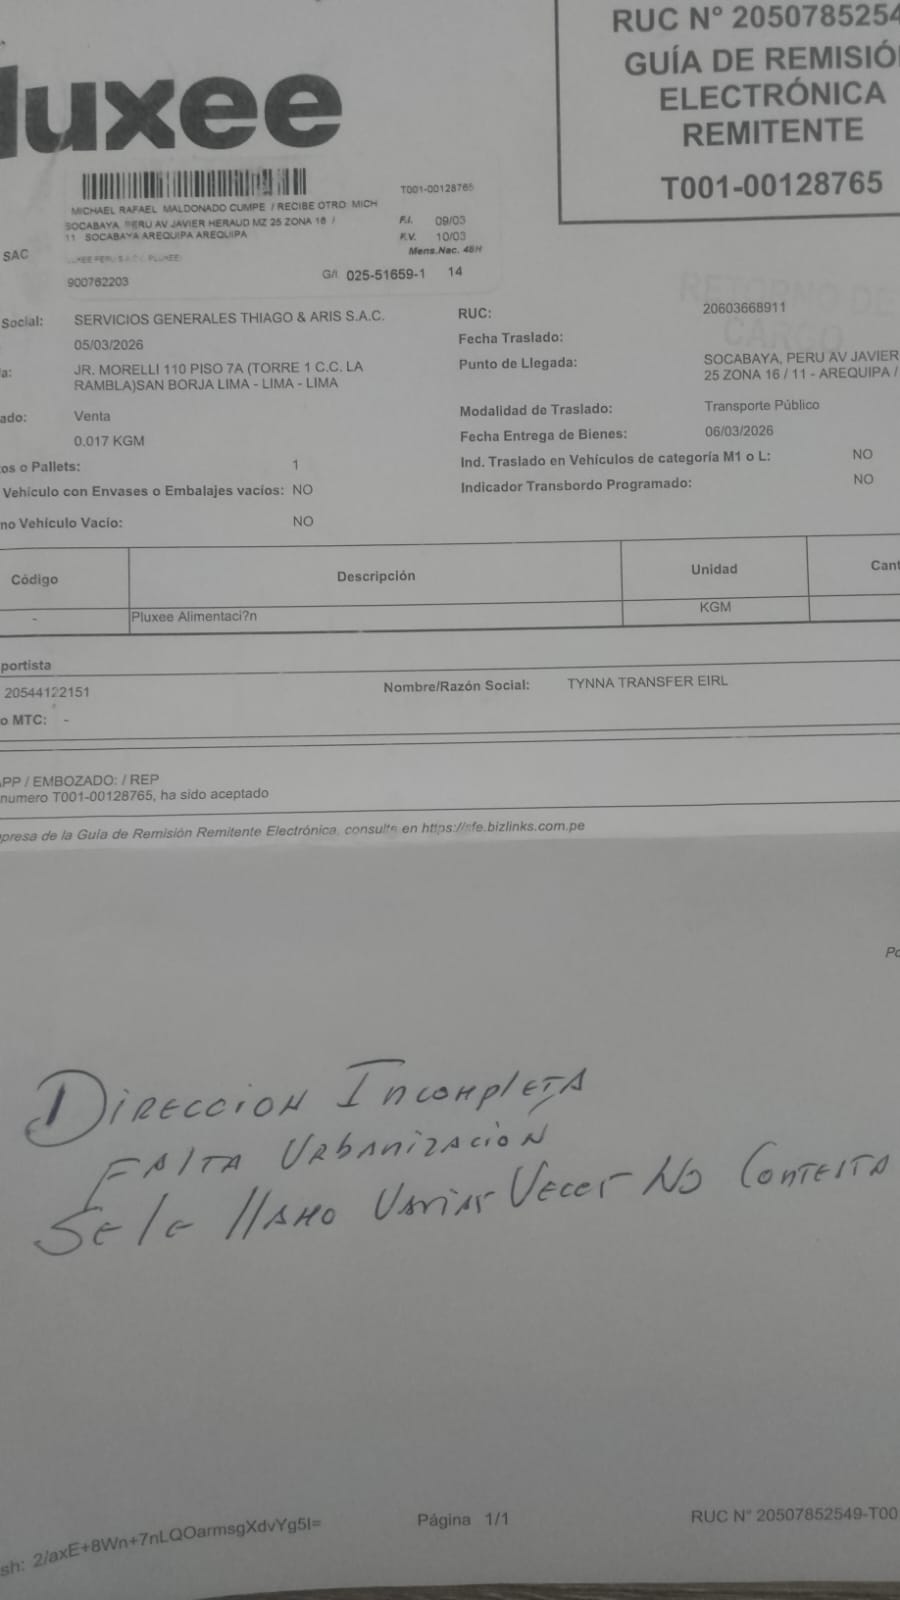 luxee
RUC N° 2050785254
GUÍA DE REMISIÓ
ELECTRÓNICA
REMITENTE
T001-00128765
T001-00128765
MICHAEL RAFAEL MALDONADO CUMPE / RECIBE OTRO: MICH
SOCABAYA, PERU AV JAVIER HERAUD MZ 25 ZONA 16 /
11 SOCABAYA AREQUIPA AREQUIPA
F.I. 09/03
F.V. 10/03
Mens.Nac. 48H
SAC
900762203
G/I 025-51659-1 14
RETORNO DE
CARGO
Social: SERVICIOS GENERALES THIAGO & ARIS S.A.C.
RUC: 20603668911
05/03/2026
Fecha Traslado:
a: JR. MORELLI 110 PISO 7A (TORRE 1 C.C. LA
RAMBLA)SAN BORJA LIMA - LIMA - LIMA
Punto de Llegada: SOCABAYA, PERU AV JAVIER
25 ZONA 16 / 11 - AREQUIPA /
ado: Venta
Modalidad de Traslado: Transporte Público
0.017 KGM
Fecha Entrega de Bienes: 06/03/2026
os o Pallets: 1
Ind. Traslado en Vehículos de categoría M1 o L: NO
Vehículo con Envases o Embalajes vacíos: NO
Indicador Transbordo Programado: NO
no Vehículo Vacío: NO
Código Descripción Unidad Cant
- Pluxee Alimentaci?n KGM
portista
20544122151 Nombre/Razón Social: TYNNA TRANSFER EIRL
o MTC: -
APP / EMBOZADO: / REP
numero T001-00128765, ha sido aceptado
presa de la Guía de Remisión Remitente Electrónica, consulte en https://sfe.bizlinks.com.pe
Po
DIRECCION INCOMPLETA
FALTA URBANIZACION
SE LE LLAMO VARIAS VECES NO CONTESTA
sh: 2/axE+8Wn+7nLQOarmsgXdvYg5I=
Página 1/1
RUC N° 20507852549-T00